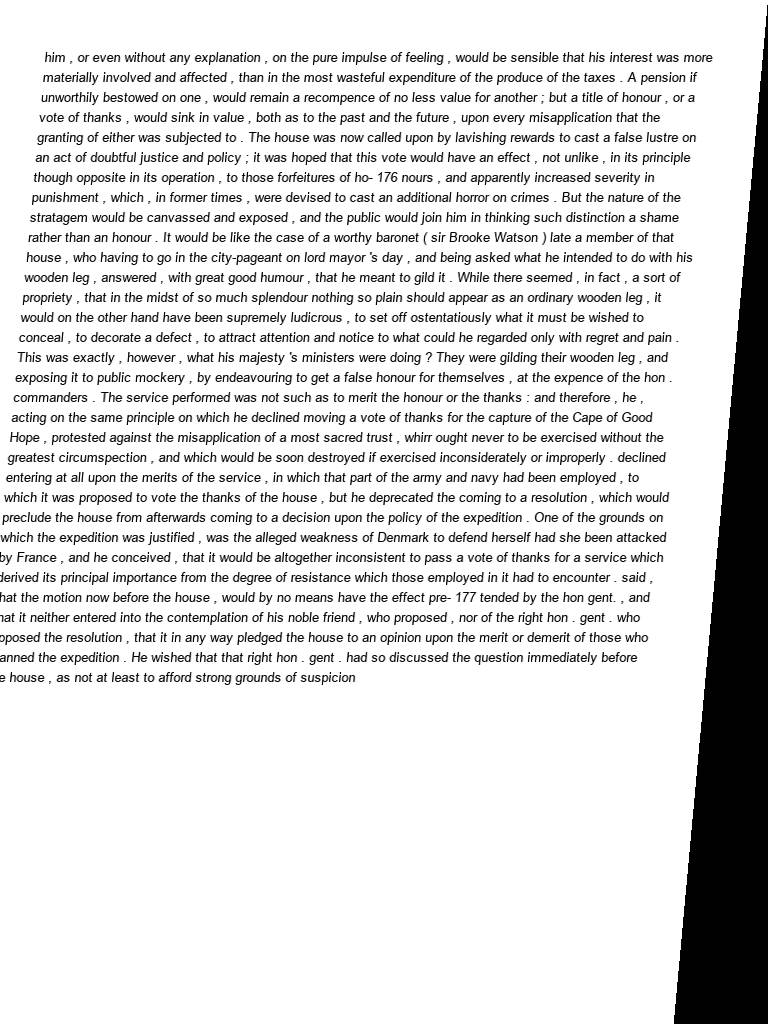 him , or even without any explanation , on the pure impulse of feeling , would be sensible that his interest was more
materially involved and affected , than in the most wasteful expenditure of the produce of the taxes . A pension if
unworthily bestowed on one , would remain a recompence of no less value for another ; but a title of honour , or a
vote of thanks , would sink in value , both as to the past and the future , upon every misapplication that the
granting of either was subjected to . The house was now called upon by lavishing rewards to cast a false lustre on
an act of doubtful justice and policy ; it was hoped that this vote would have an effect , not unlike , in its principle
though opposite in its operation , to those forfeitures of ho- 176 nours , and apparently increased severity in
punishment , which , in former times , were devised to cast an additional horror on crimes . But the nature of the
stratagem would be canvassed and exposed , and the public would join him in thinking such distinction a shame
rather than an honour . It would be like the case of a worthy baronet ( sir Brooke Watson ) late a member of that
house , who having to go in the city-pageant on lord mayor 's day , and being asked what he intended to do with his
wooden leg , answered , with great good humour , that he meant to gild it . While there seemed , in fact , a sort of
propriety , that in the midst of so much splendour nothing so plain should appear as an ordinary wooden leg , it
would on the other hand have been supremely ludicrous , to set off ostentatiously what it must be wished to
conceal , to decorate a defect , to attract attention and notice to what could he regarded only with regret and pain .
This was exactly , however , what his majesty 's ministers were doing ? They were gilding their wooden leg , and
exposing it to public mockery , by endeavouring to get a false honour for themselves , at the expence of the hon .
commanders . The service performed was not such as to merit the honour or the thanks : and therefore , he ,
acting on the same principle on which he declined moving a vote of thanks for the capture of the Cape of Good
Hope , protested against the misapplication of a most sacred trust , whirr ought never to be exercised without the
greatest circumspection , and which would be soon destroyed if exercised inconsiderately or improperly . declined
entering at all upon the merits of the service , in which that part of the army and navy had been employed , to
which it was proposed to vote the thanks of the house , but he deprecated the coming to a resolution , which would
preclude the house from afterwards coming to a decision upon the policy of the expedition . One of the grounds on
which the expedition was justified , was the alleged weakness of Denmark to defend herself had she been attacked
by France , and he conceived , that it would be altogether inconsistent to pass a vote of thanks for a service which
derived its principal importance from the degree of resistance which those employed in it had to encounter . said ,
hat the motion now before the house , would by no means have the effect pre- 177 tended by the hon gent. , and
hat it neither entered into the contemplation of his noble friend , who proposed , nor of the right hon . gent . who
pposed the resolution , that it in any way pledged the house to an opinion upon the merit or demerit of those who
anned the expedition . He wished that that right hon . gent . had so discussed the question immediately before
e house , as not at least to afford strong grounds of suspicion